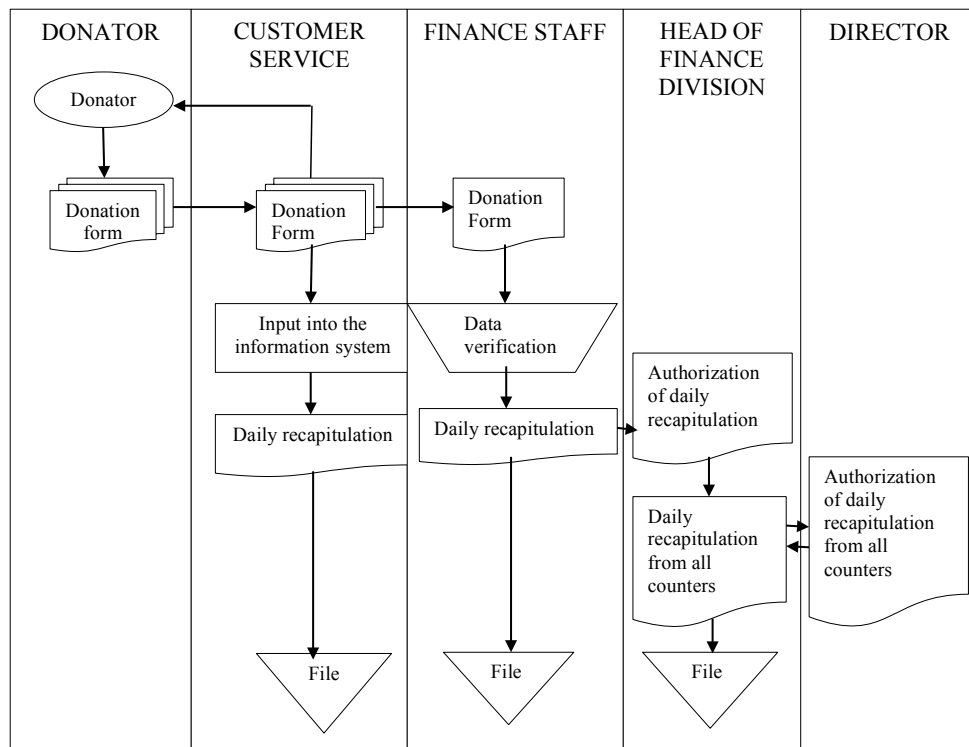 DONATOR
CUSTOMER
SERVICE
FINANCE STAFF
HEAD OF
FINANCE
DIVISION
DIRECTOR
Donator
Donation
form
Donation
Form
Donation
Form
Input into the
information system
Data
verification
Authorization
of daily
recapitulation
Daily recapitulation
Daily recapitulation
Daily
recapitulation
from all
counters
Authorization
of daily
recapitulation
from all
counters
File
File
File